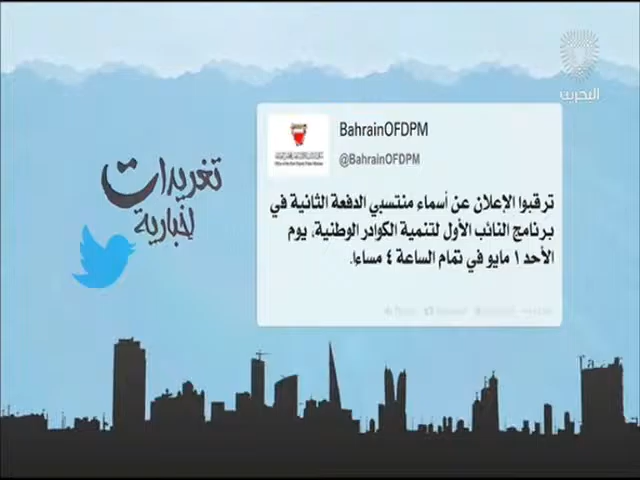 البحرين
BahrainOFDPM
@BahrainOFDPM
تغريدات
إخبارية
ترقبوا الإعلان عن أسماء منتسبي الدفعة الثانية في
برنامج النائب الأول لتنمية الكوادر الوطنية، يوم
الأحد ١ مايو في تمام الساعة ٤ مساءا.